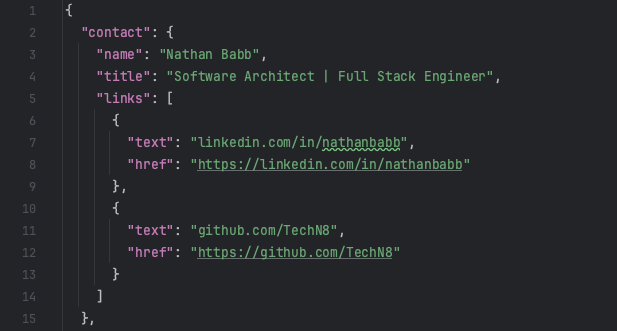 1 {
2   "contact": {
3     "name": "Nathan Babb",
4     "title": "Software Architect | Full Stack Engineer",
5     "links": [
6       {
7         "text": "linkedin.com/in/nathanbabb",
8         "href": "https://linkedin.com/in/nathanbabb"
9       },
10       {
11         "text": "github.com/TechN8",
12         "href": "https://github.com/TechN8"
13       }
14     ]
15   },